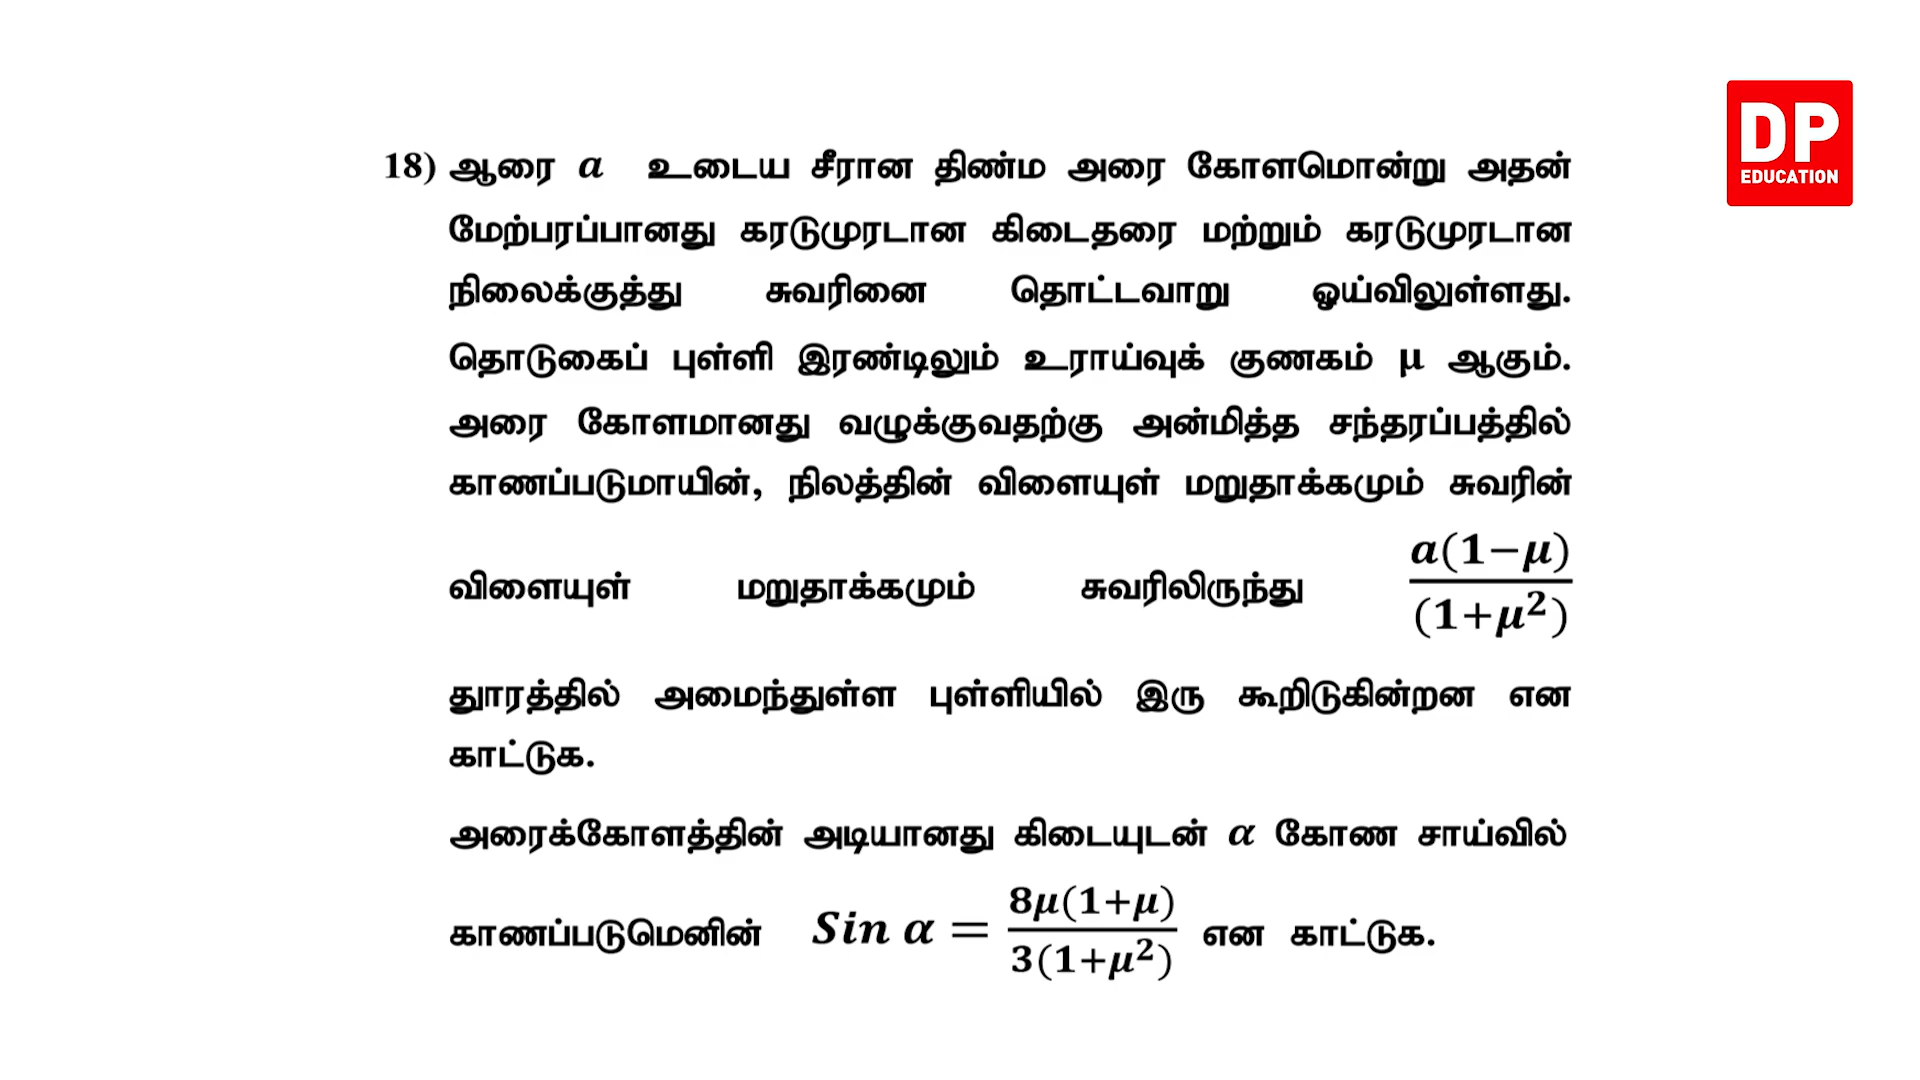 DP
EDUCATION
18) ஆரை a உடைய சீரான திண்ம அரை கோளமொன்று அதன்
மேற்பரப்பானது கரடுமுரடான கிடைதரை மற்றும் கரடுமுரடான
நிலைக்குத்து சுவரினை தொட்டவாறு ஓய்விலுள்ளது.
தொடுகைப் புள்ளி இரண்டிலும் உராய்வுக் குணகம் μ ஆகும்.
அரை கோளமானது வழுக்குவதற்கு அன்மித்த சந்தரப்பத்தில்
காணப்படுமாயின், நிலத்தின் விளையுள் மறுதாக்கமும் சுவரின்
விளையுள் மறுதாக்கமும் சுவரிலிருந்து a(1−μ)/(1+μ²)
தூரத்தில் அமைந்துள்ள புள்ளியில் இரு கூறிடுகின்றன என
காட்டுக.
அரைக்கோளத்தின் அடியானது கிடையுடன் α கோண சாய்வில்
காணப்படுமெனின் Sin α = 8μ(1+μ)/3(1+μ²) என காட்டுக.